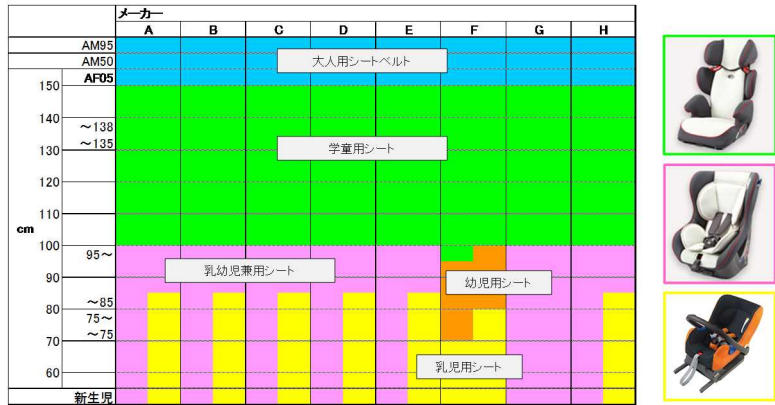 メーカー
A B C D E F G H
AM95
AM50
大人用シートベルト
AF05
150
140
～138
～135
130
学童用シート
120
110
cm
100
95～
乳幼児兼用シート
90
幼児用シート
～85
80
75～
～75
70
乳児用シート
60
新生児